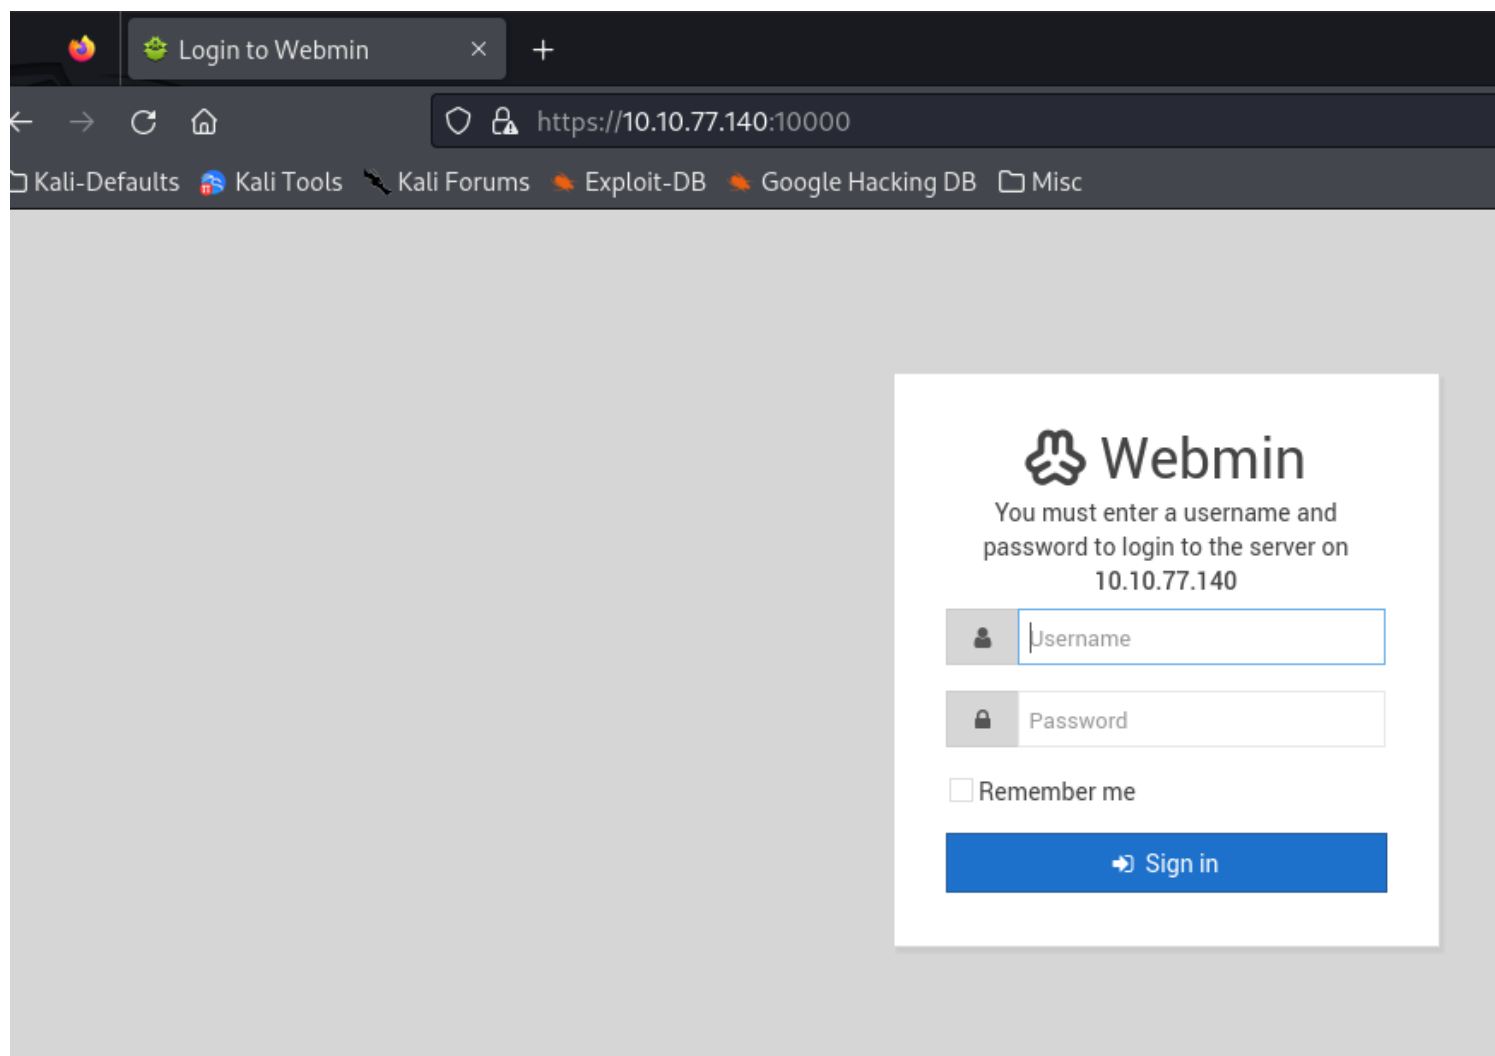 Login to Webmin
https://10.10.77.140:10000
Kali-Defaults Kali Tools Kali Forums Exploit-DB Google Hacking DB Misc
Webmin
You must enter a username and
password to login to the server on
10.10.77.140
Username
Password
Remember me
Sign in